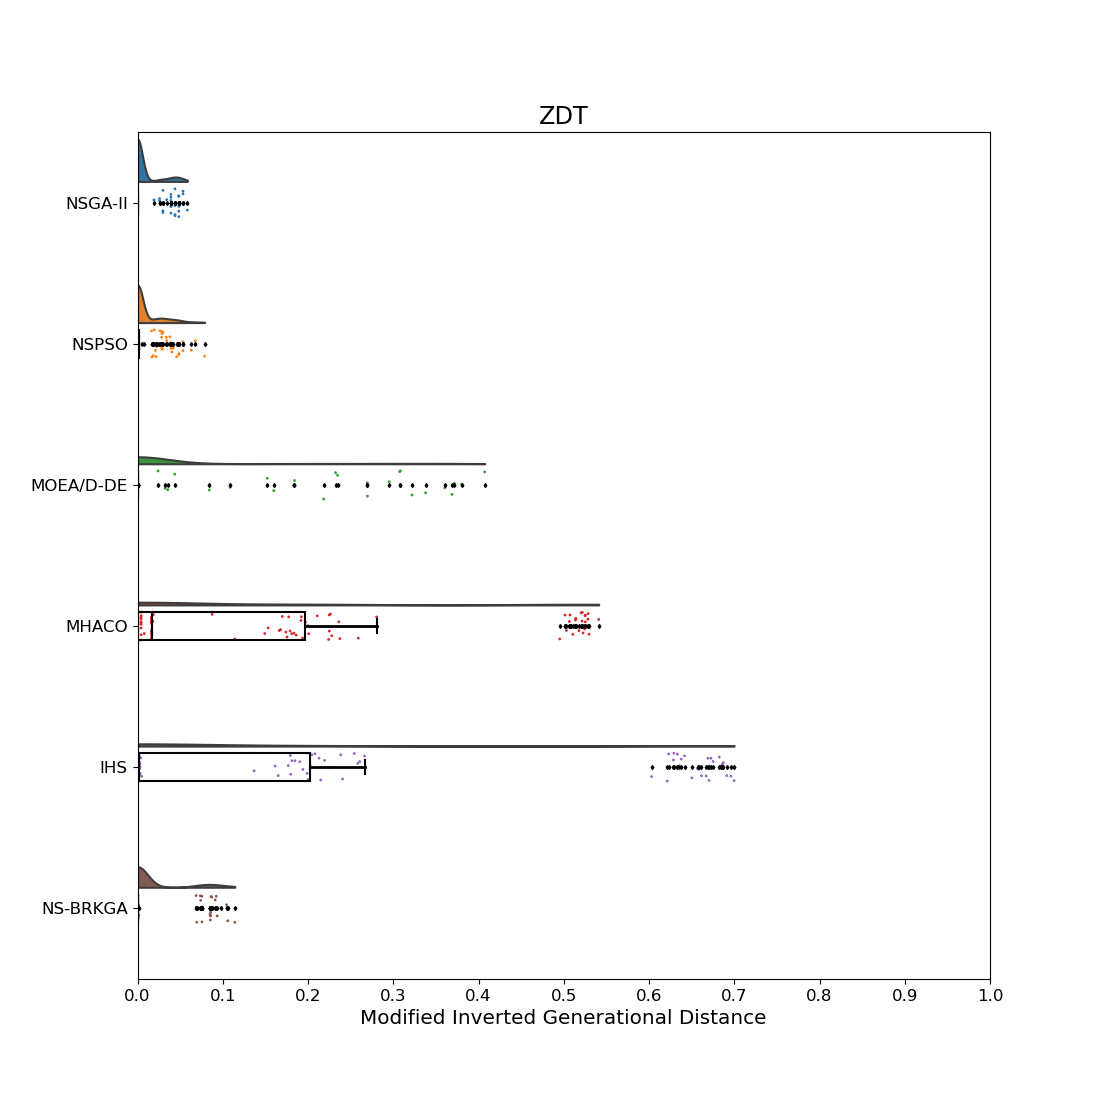 ZDT
NSGA-II
NSPSO
MOEA/D-DE
MHACO
IHS
NS-BRKGA
0.0 0.1 0.2 0.3 0.4 0.5 0.6 0.7 0.8 0.9 1.0
Modified Inverted Generational Distance